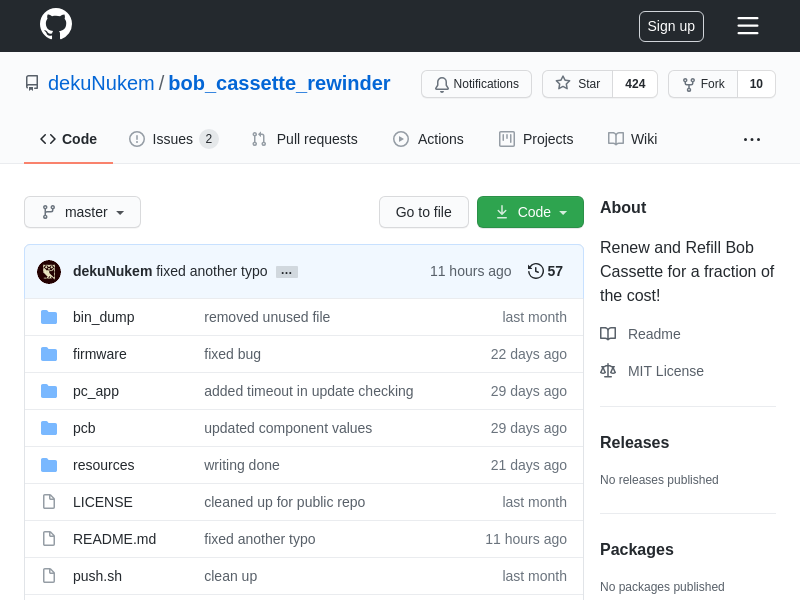 Sign up
dekuNukem / bob_cassette_rewinder
Notifications
Star 424
Fork 10
Code
Issues 2
Pull requests
Actions
Projects
Wiki
master
Go to file
Code
dekuNukem fixed another typo … 11 hours ago 57
bin_dump removed unused file last month
firmware fixed bug 22 days ago
pc_app added timeout in update checking 29 days ago
pcb updated component values 29 days ago
resources writing done 21 days ago
LICENSE cleaned up for public repo last month
README.md fixed another typo 11 hours ago
push.sh clean up last month
About
Renew and Refill Bob
Cassette for a fraction of
the cost!
Readme
MIT License
Releases
No releases published
Packages
No packages published